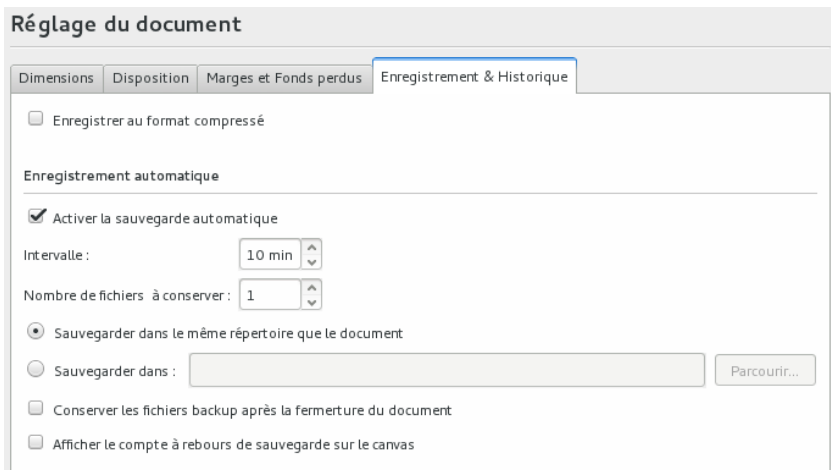 Réglage du document
Dimensions Disposition Marges et Fonds perdus Enregistrement & Historique
Enregistrer au format compressé
Enregistrement automatique
Activer la sauvegarde automatique
Intervalle : 10 min
Nombre de fichiers à conserver : 1
Sauvegarder dans le même répertoire que le document
Sauvegarder dans : Parcourir...
Conserver les fichiers backup après la fermerture du document
Afficher le compte à rebours de sauvegarde sur le canvas